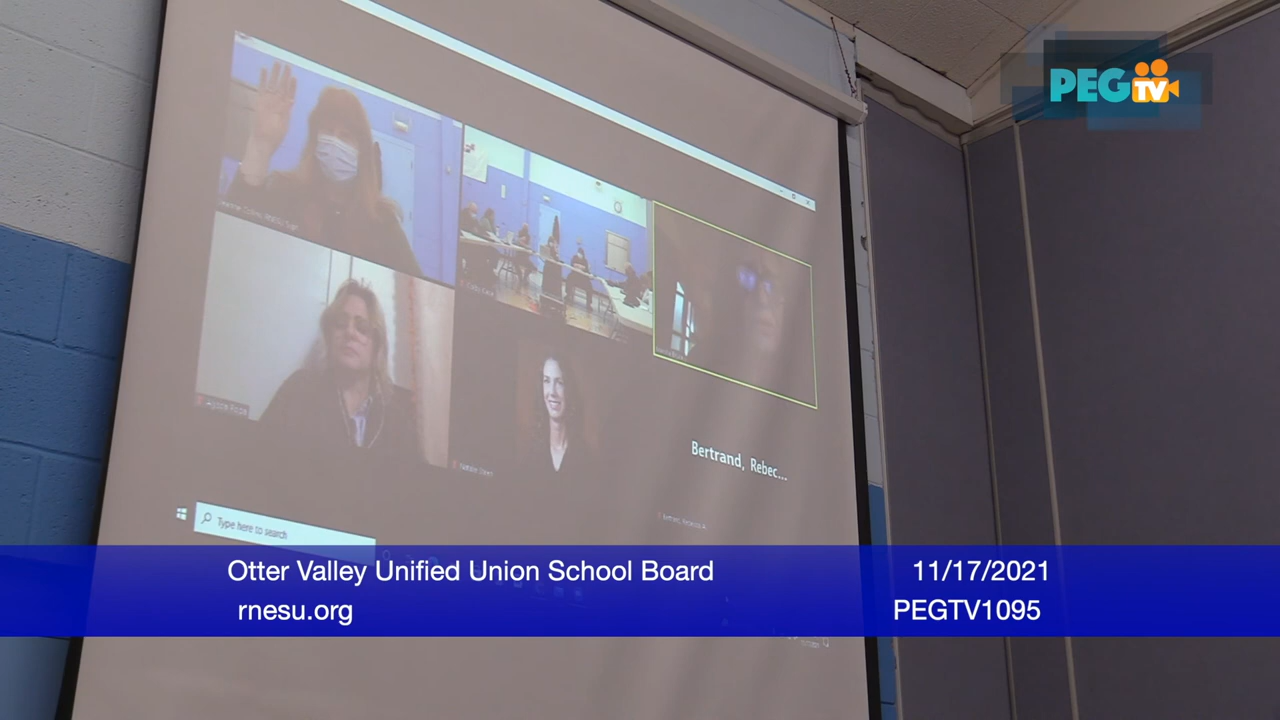 PEGTV
Bertrand, Rebec...
Type here to search
Otter Valley Unified Union School Board
11/17/2021
rnesu.org
PEGTV1095